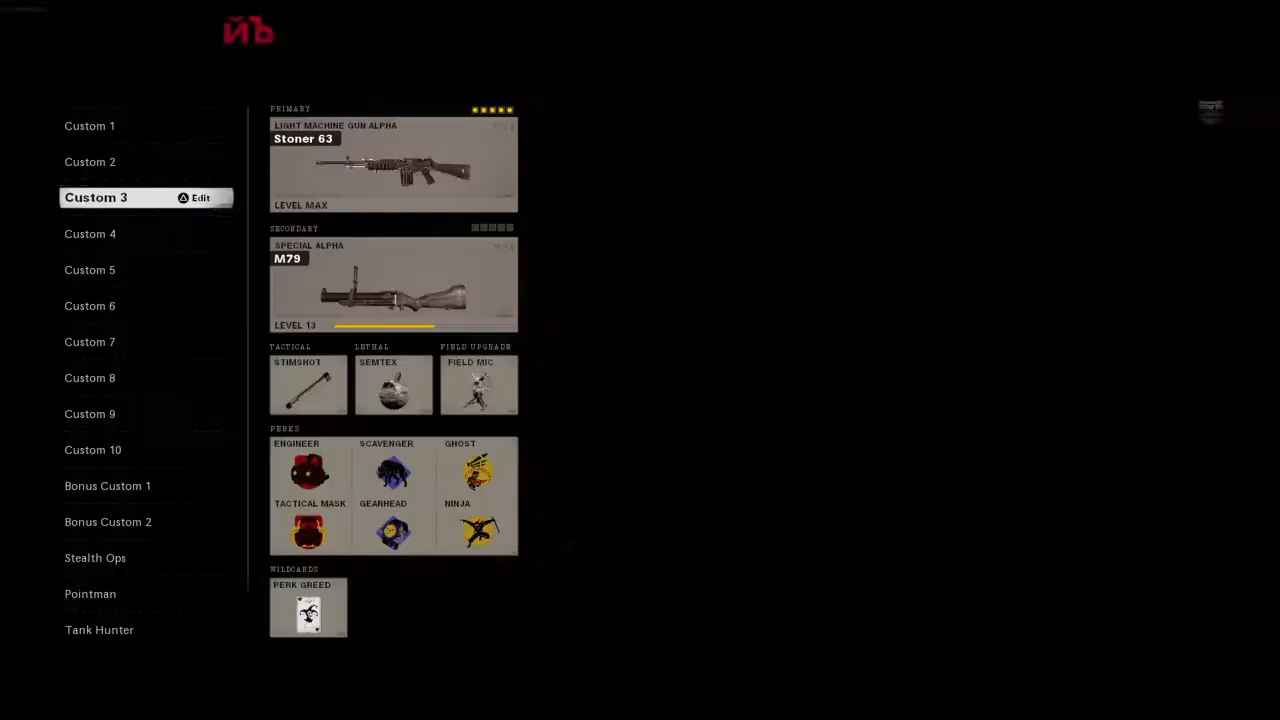 ЙЪ
Custom 1
Custom 2
Custom 3
Edit
Custom 4
Custom 5
Custom 6
Custom 7
Custom 8
Custom 9
Custom 10
Bonus Custom 1
Bonus Custom 2
Stealth Ops
Pointman
Tank Hunter
PRIMARY
LIGHT MACHINE GUN ALPHA
Stoner 63
LEVEL MAX
SECONDARY
SPECIAL ALPHA
M79
LEVEL 13
TACTICAL LETHAL FIELD UPGRADE
STIMSHOT SEMTEX FIELD MIC
PERKS
ENGINEER SCAVENGER GHOST
TACTICAL MASK GEARHEAD NINJA
WILDCARDS
PERK GREED